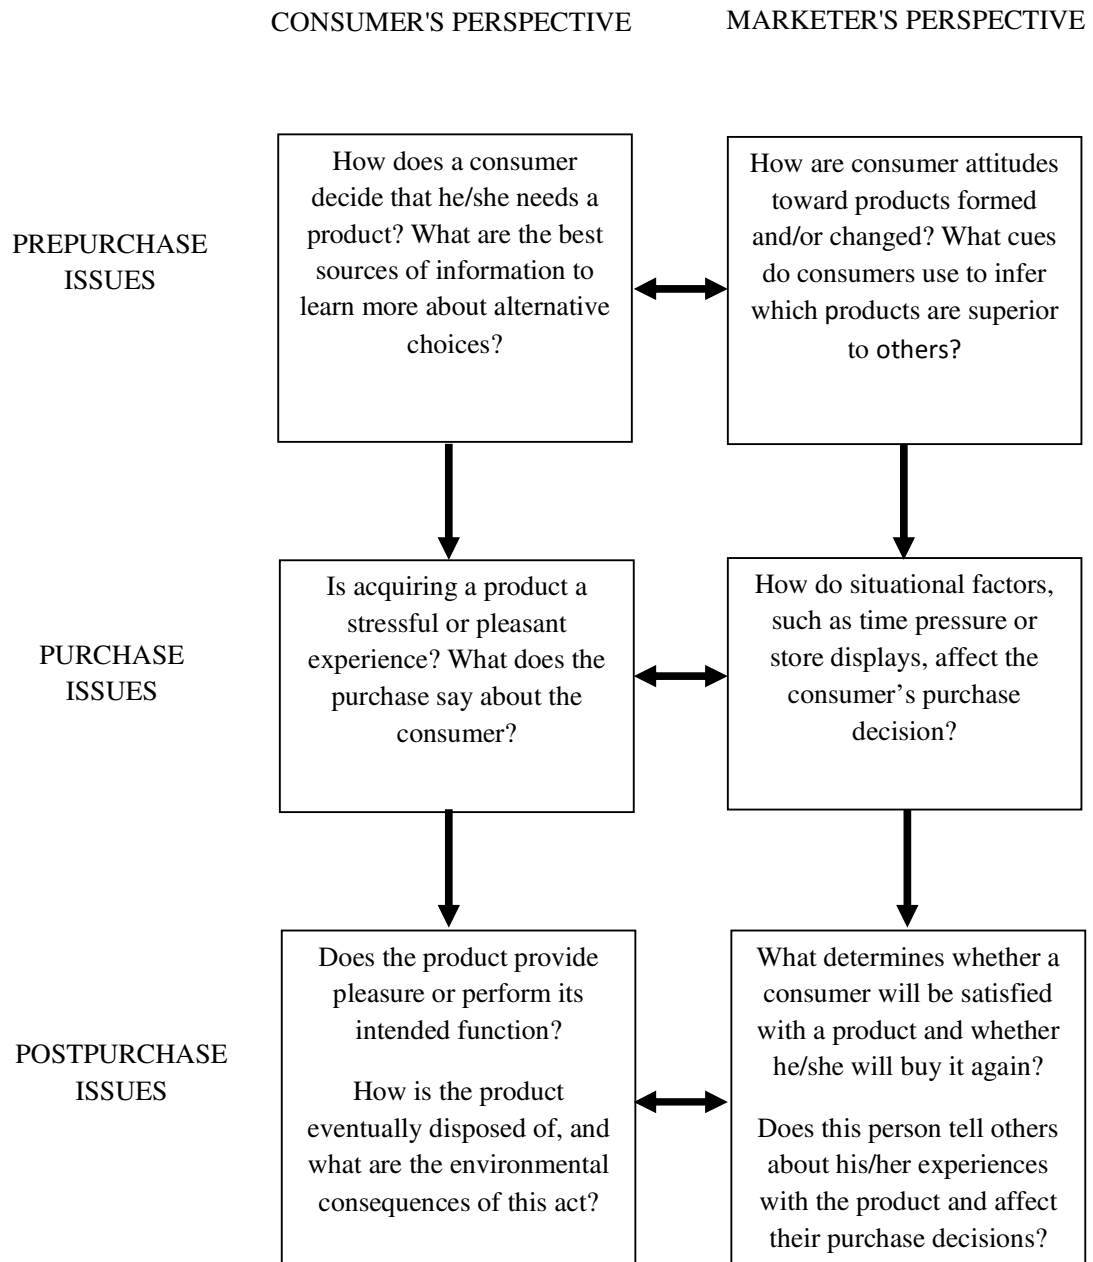 CONSUMER'S PERSPECTIVE
MARKETER'S PERSPECTIVE
PREPURCHASE
ISSUES
How does a consumer
decide that he/she needs a
product? What are the best
sources of information to
learn more about alternative
choices?
How are consumer attitudes
toward products formed
and/or changed? What cues
do consumers use to infer
which products are superior
to others?
PURCHASE
ISSUES
Is acquiring a product a
stressful or pleasant
experience? What does the
purchase say about the
consumer?
How do situational factors,
such as time pressure or
store displays, affect the
consumer’s purchase
decision?
POSTPURCHASE
ISSUES
Does the product provide
pleasure or perform its
intended function?
How is the product
eventually disposed of, and
what are the environmental
consequences of this act?
What determines whether a
consumer will be satisfied
with a product and whether
he/she will buy it again?
Does this person tell others
about his/her experiences
with the product and affect
their purchase decisions?